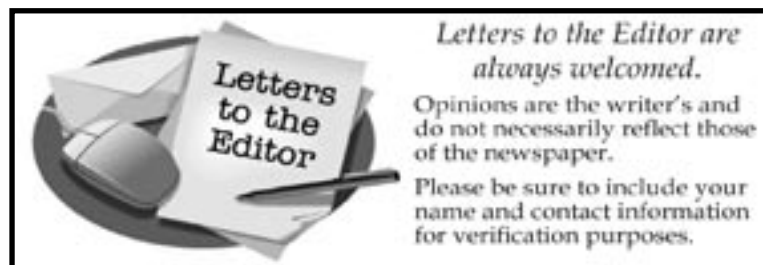 Letters
to the
Editor
Letters to the Editor are
always welcomed.
Opinions are the writer's and
do not necessarily reflect those
of the newspaper.
Please be sure to include your
name and contact information
for verification purposes.